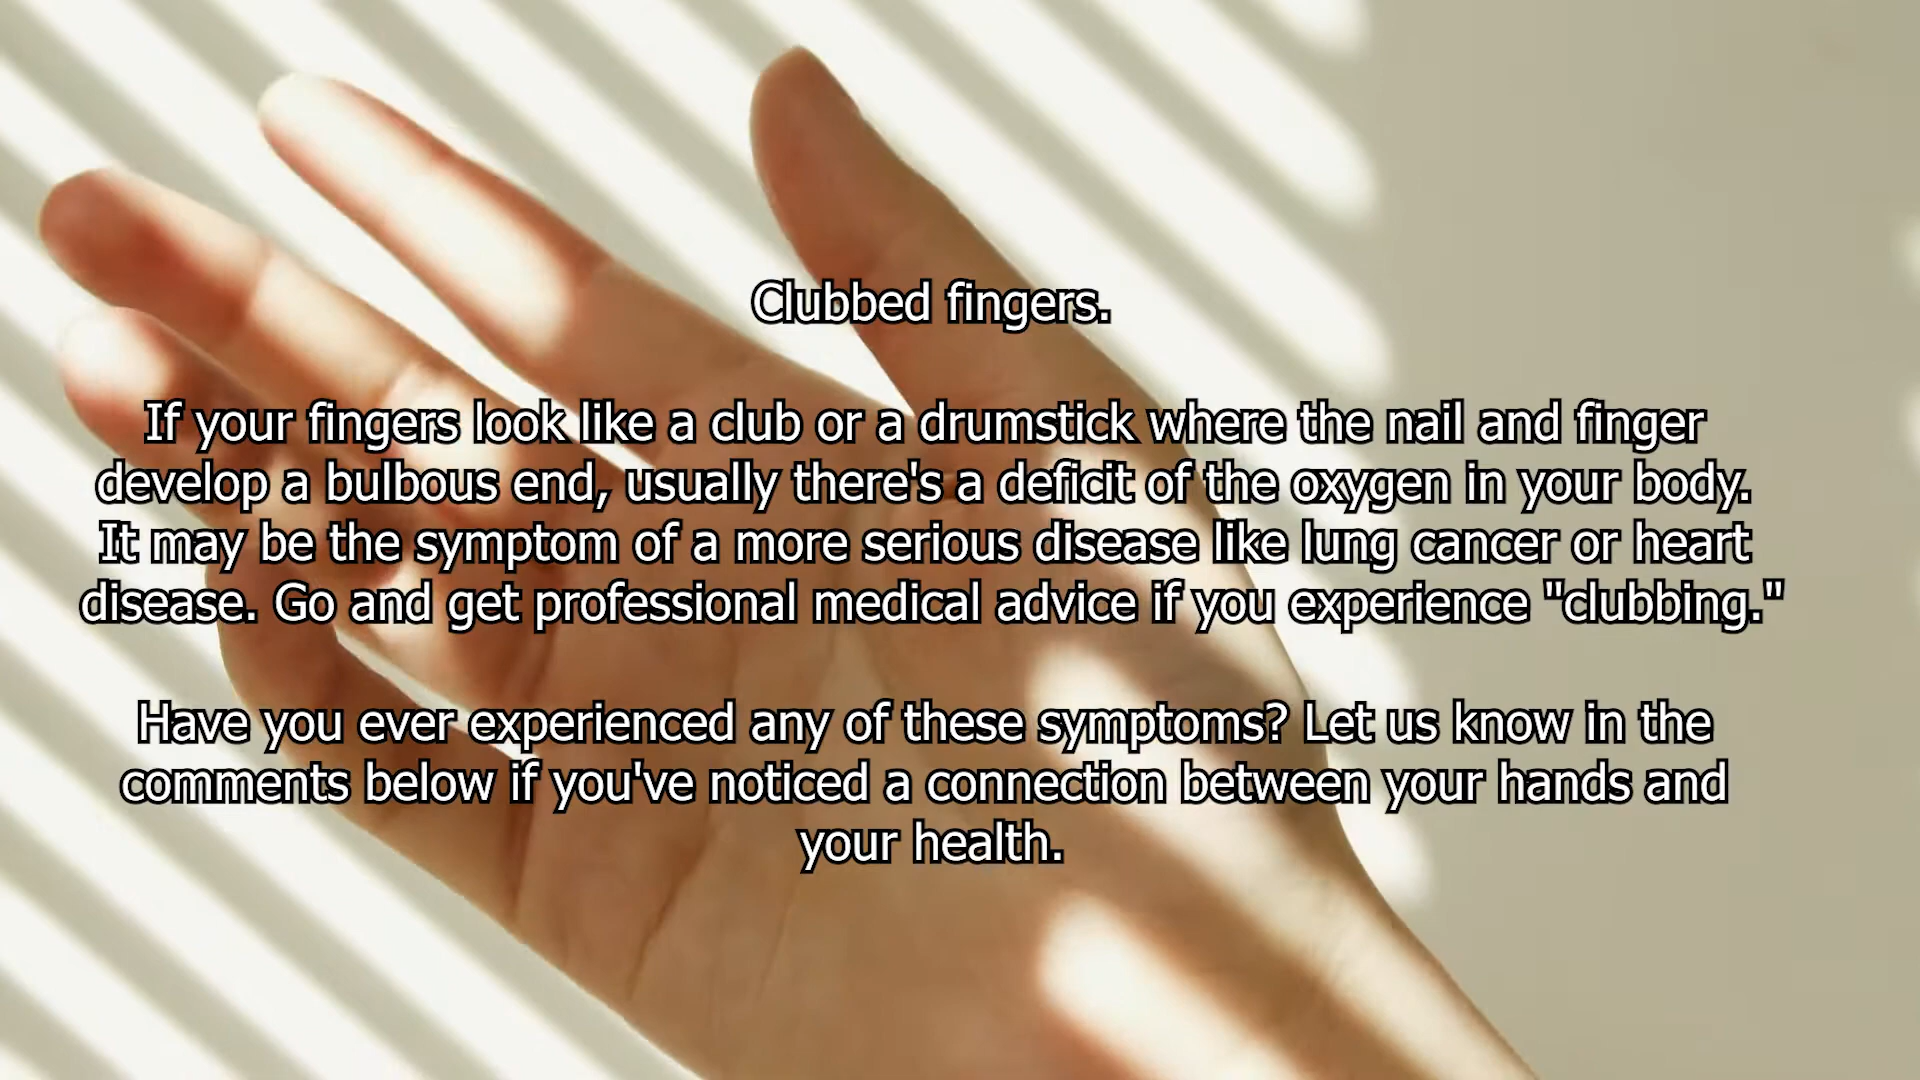 Clubbed fingers.
If your fingers look like a club or a drumstick where the nail and finger
develop a bulbous end, usually there's a deficit of the oxygen in your body.
It may be the symptom of a more serious disease like lung cancer or heart
disease. Go and get professional medical advice if you experience "clubbing."
Have you ever experienced any of these symptoms? Let us know in the
comments below if you've noticed a connection between your hands and
your health.